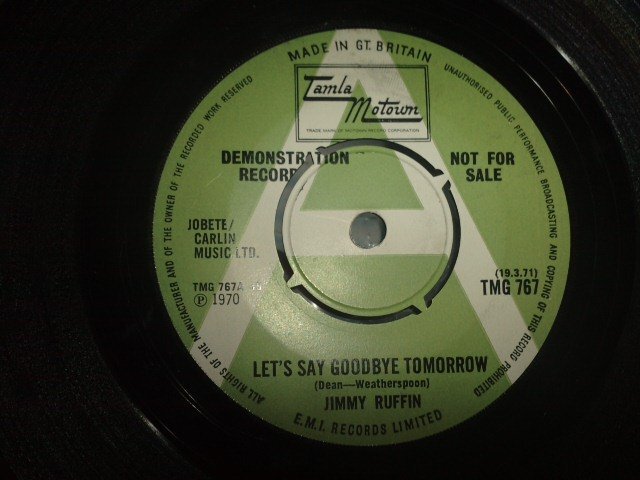 MADE IN GT. BRITAIN
Tamla
Motown
TRADE MARK OF MOTOWN RECORD CORPORATION
DEMONSTRATION
RECORD
NOT FOR
SALE
JOBETE/
CARLIN
MUSIC LTD.
TMG 767A
Ⓟ 1970
(19.3.71)
TMG 767
LET'S SAY GOODBYE TOMORROW
(Dean—Weatherspoon)
JIMMY RUFFIN
E.M.I. RECORDS LIMITED
ALL RIGHTS OF THE MANUFACTURER AND OF THE OWNER OF THE RECORDED WORK RESERVED
UNAUTHORISED PUBLIC PERFORMANCE BROADCASTING AND COPYING OF THIS RECORD PROHIBITED
A